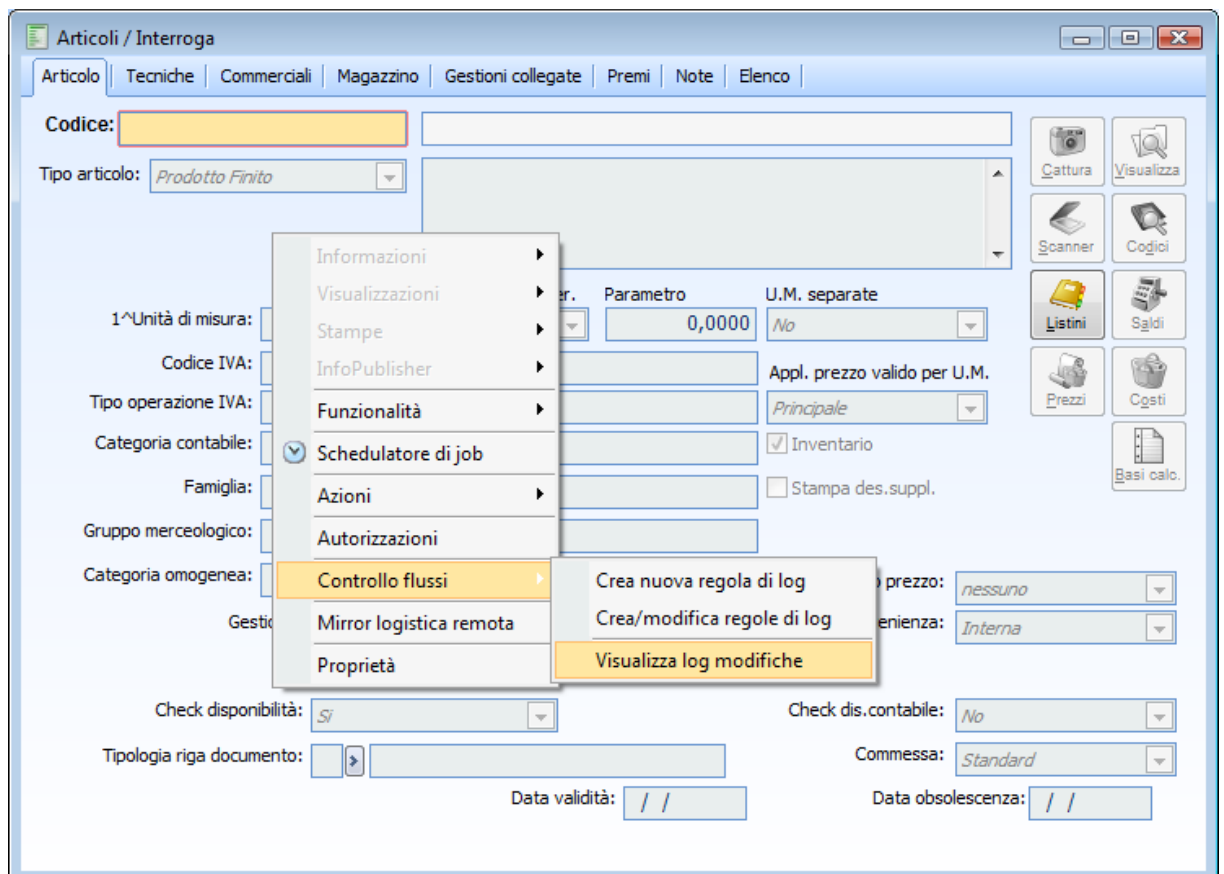 Articoli / Interroga
Articolo Tecniche Commerciali Magazzino Gestioni collegate Premi Note Elenco
Codice:
Tipo articolo: Prodotto Finito
Cattura Visualizza
Scanner Codici
Listini Saldi
Prezzi Costi
Basi calc.
Informazioni
Visualizzazioni
Stampe
InfoPublisher
Funzionalità
Schedulatore di job
Azioni
Autorizzazioni
Controllo flussi
Mirror logistica remota
Proprietà
Crea nuova regola di log
Crea/modifica regole di log
Visualizza log modifiche
er. Parametro U.M. separate
1^Unità di misura: 0,0000 No
Codice IVA: Appl. prezzo valido per U.M.
Tipo operazione IVA: Principale
Categoria contabile: Inventario
Famiglia: Stampa des.suppl.
Gruppo merceologico:
Categoria omogenea: prezzo: nessuno
Gestio enienza: Interna
Check disponibilità: Si Check dis.contabile: No
Tipologia riga documento: Commessa: Standard
Data validità: / / Data obsolescenza: / /